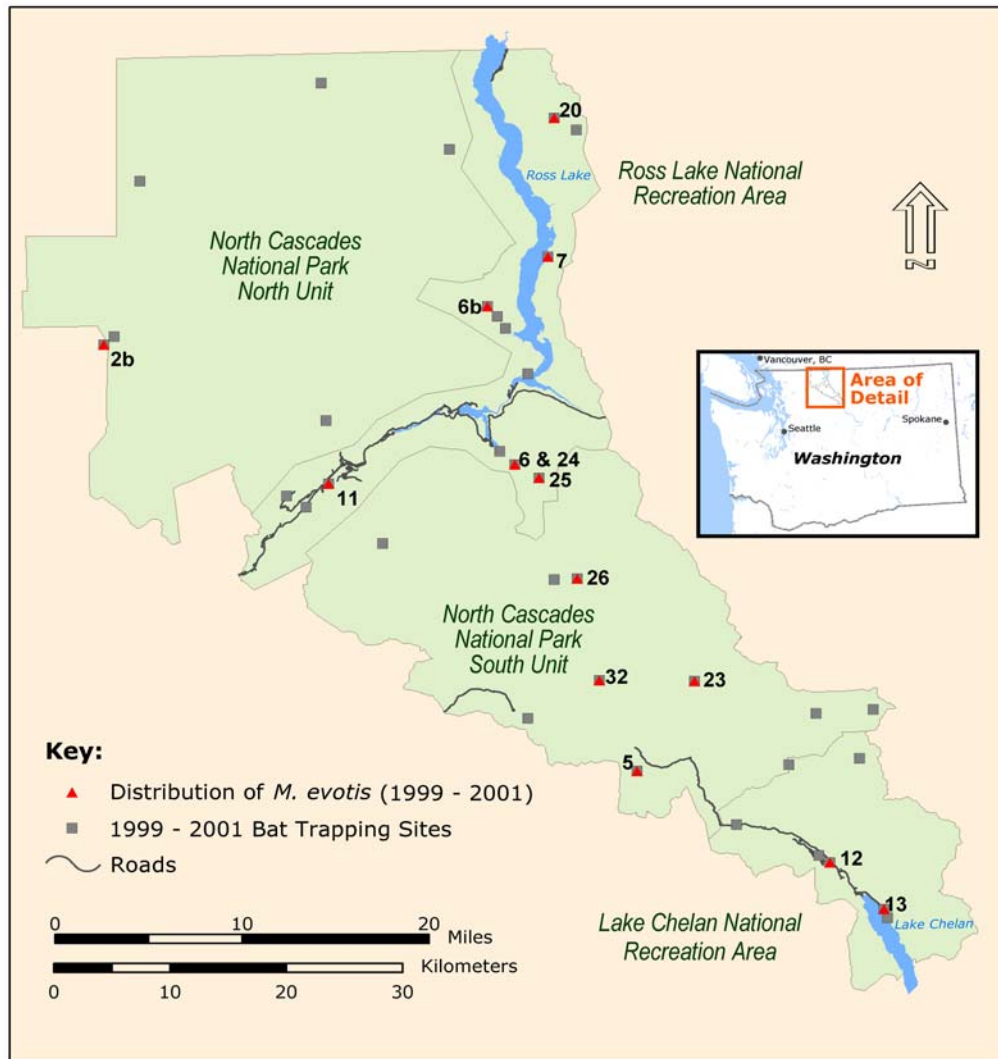 20
Ross Lake
Ross Lake National
Recreation Area
North Cascades
National Park
North Unit
7
6b
2b
N
Vancouver, BC
Area of
Detail
Spokane
Seattle
Washington
6 & 24
25
11
26
North Cascades
National Park
South Unit
32
23
5
12
13
Lake Chelan
Lake Chelan National
Recreation Area
Key:
Distribution of M. evotis (1999 - 2001)
1999 - 2001 Bat Trapping Sites
Roads
0 10 20
Miles
Kilometers
0 10 20 30